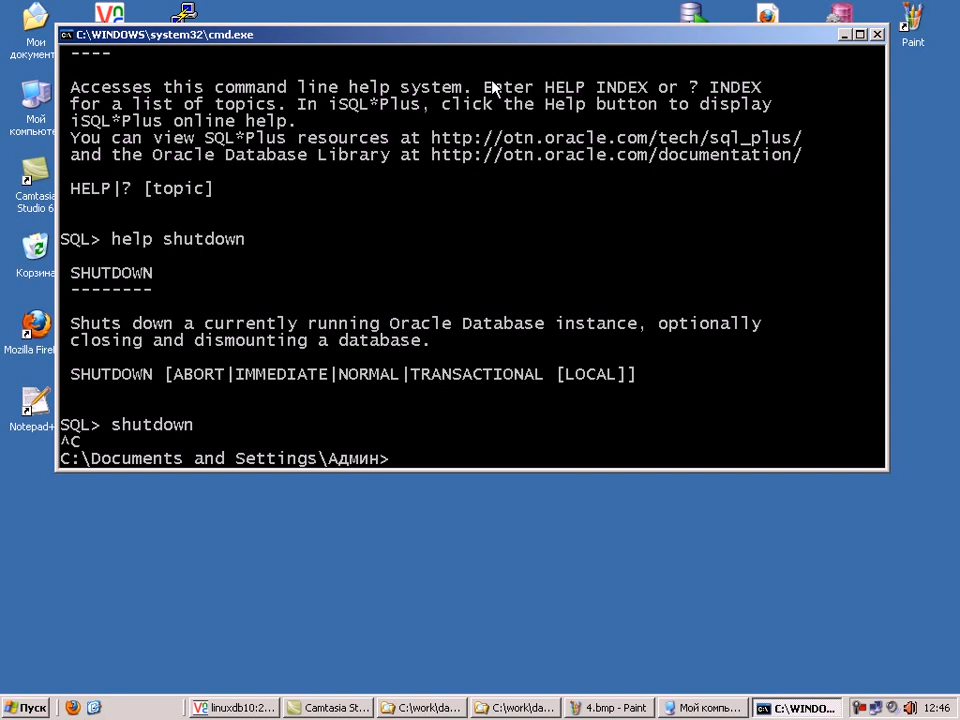 C:\WINDOWS\system32\cmd.exe
----
Accesses this command line help system. Enter HELP INDEX or ? INDEX
for a list of topics. In iSQL*Plus, click the Help button to display
iSQL*Plus online help.
You can view SQL*Plus resources at http://otn.oracle.com/tech/sql_plus/
and the Oracle Database Library at http://otn.oracle.com/documentation/
HELP|? [topic]
SQL> help shutdown
SHUTDOWN
--------
Shuts down a currently running Oracle Database instance, optionally
closing and dismounting a database.
SHUTDOWN [ABORT|IMMEDIATE|NORMAL|TRANSACTIONAL [LOCAL]]
SQL> shutdown
^C
C:\Documents and Settings\Админ>
Мои
документ
Мой
компьюте
Camtasia
Studio 6
Корзина
Mozilla Firef
Notepad+
Paint
Пуск
linuxdb10:2...
Camtasia St...
C:\work\da...
C:\work\da...
4.bmp - Paint
Мой компь...
C:\WINDO...
12:46